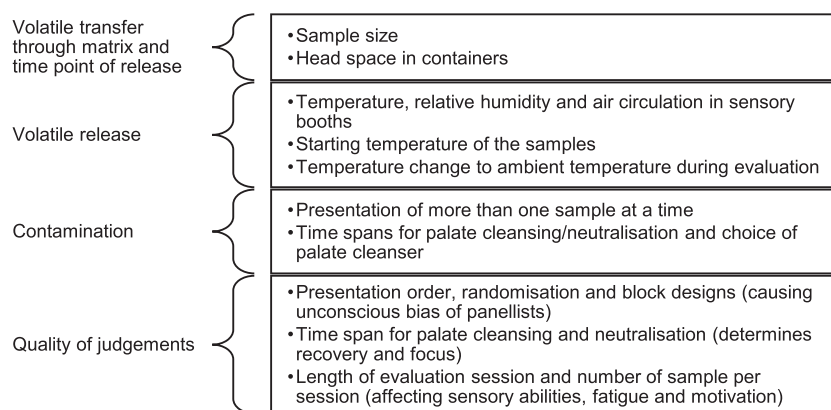 Volatile transfer
through matrix and
time point of release
•Sample size
•Head space in containers
Volatile release
•Temperature, relative humidity and air circulation in sensory
booths
•Starting temperature of the samples
•Temperature change to ambient temperature during evaluation
Contamination
•Presentation of more than one sample at a time
•Time spans for palate cleansing/neutralisation and choice of
palate cleanser
Quality of judgements
•Presentation order, randomisation and block designs (causing
unconscious bias of panellists)
•Time span for palate cleansing and neutralisation (determines
recovery and focus)
•Length of evaluation session and number of sample per
session (affecting sensory abilities, fatigue and motivation)